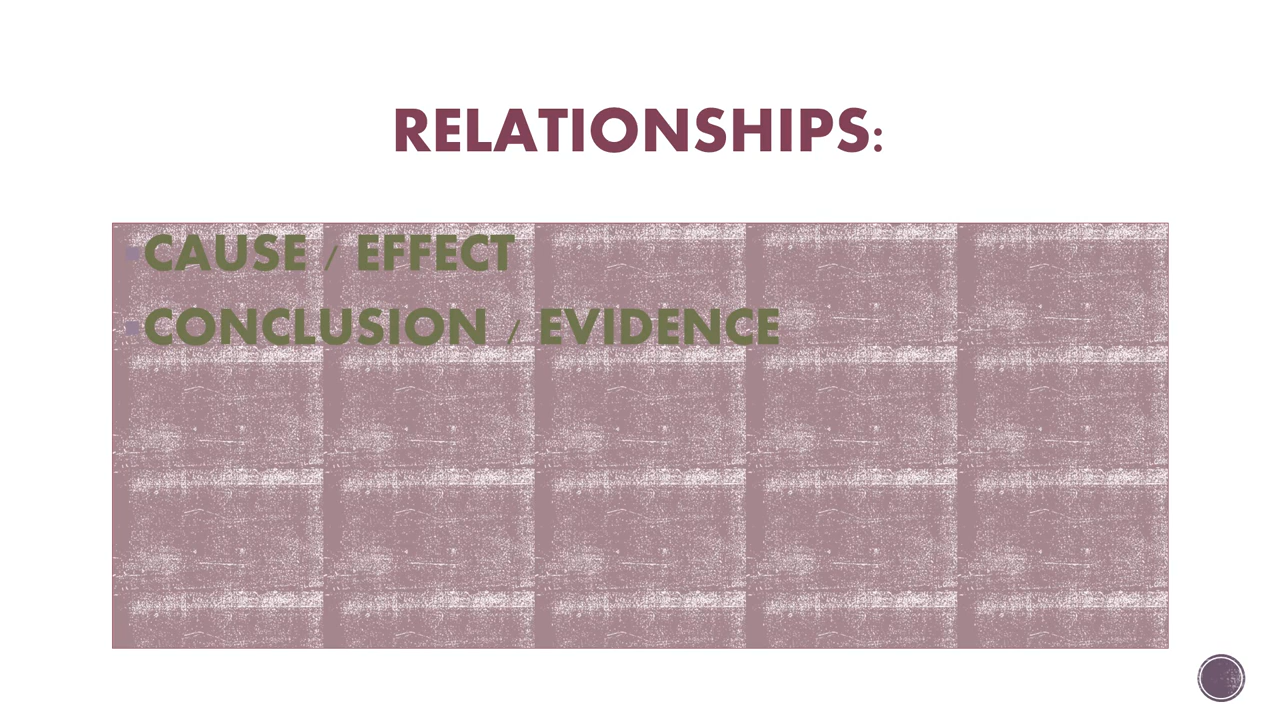 RELATIONSHIPS:
▪CAUSE / EFFECT
▪CONCLUSION / EVIDENCE